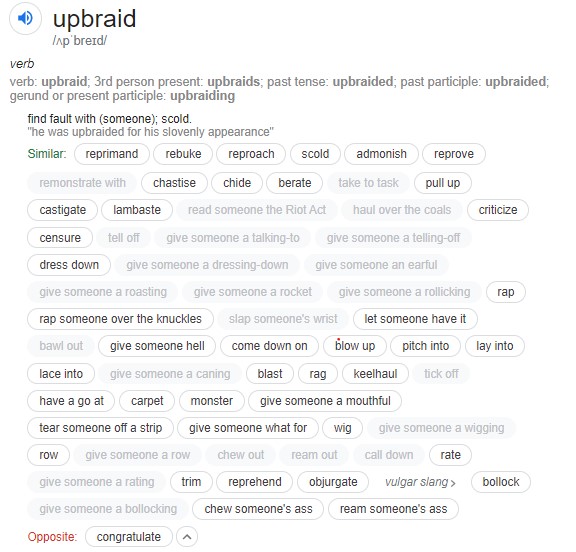 upbraid
/ʌpˈbreɪd/
verb
verb: upbraid; 3rd person present: upbraids; past tense: upbraided; past participle: upbraided;
gerund or present participle: upbraiding
find fault with (someone); scold.
"he was upbraided for his slovenly appearance"
Similar: reprimand rebuke reproach scold admonish reprove
remonstrate with chastise chide berate take to task pull up
castigate lambaste read someone the Riot Act haul over the coals criticize
censure tell off give someone a talking-to give someone a telling-off
dress down give someone a dressing-down give someone an earful
give someone a roasting give someone a rocket give someone a rollicking rap
rap someone over the knuckles slap someone's wrist let someone have it
bawl out give someone hell come down on blow up pitch into lay into
lace into give someone a caning blast rag keelhaul tick off
have a go at carpet monster give someone a mouthful
tear someone off a strip give someone what for wig give someone a wigging
row give someone a row chew out ream out call down rate
give someone a rating trim reprehend objurgate vulgar slang bollock
give someone a bollocking chew someone's ass ream someone's ass
Opposite: congratulate